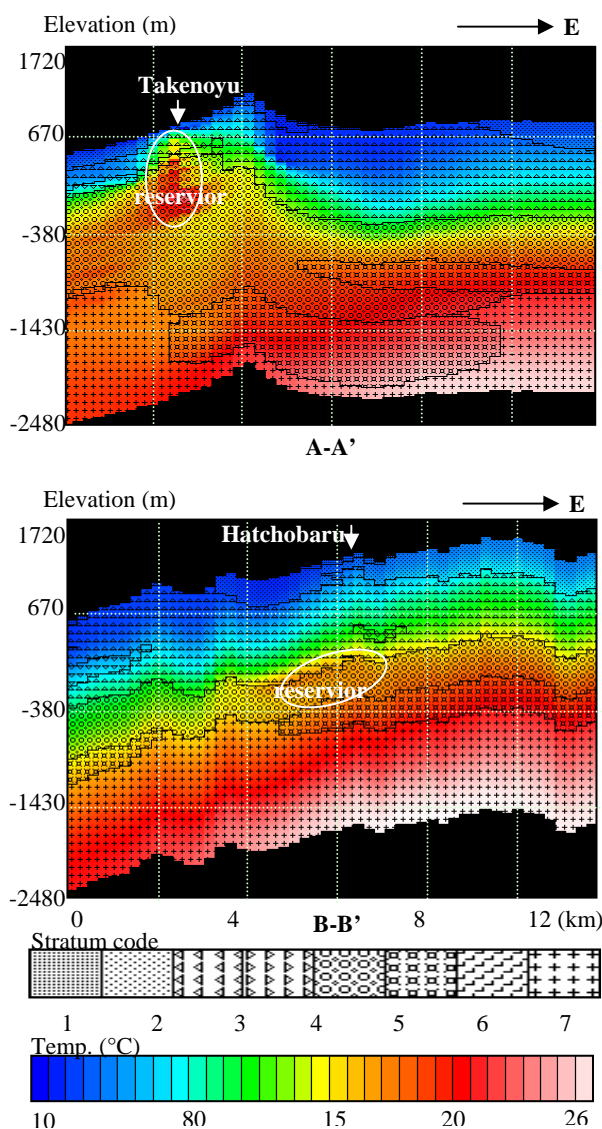 Elevation (m)
E
1720
Takenoyu
670
reservior
-380
-1430
-2480
A-A’
Elevation (m)
E
1720
Hatchobaru
670
reservior
-380
-1430
-2480
0 4 B-B’ 8 12 (km)
Stratum code
1 2 3 4 5 6 7
Temp. (°C)
10 80 15 20 26